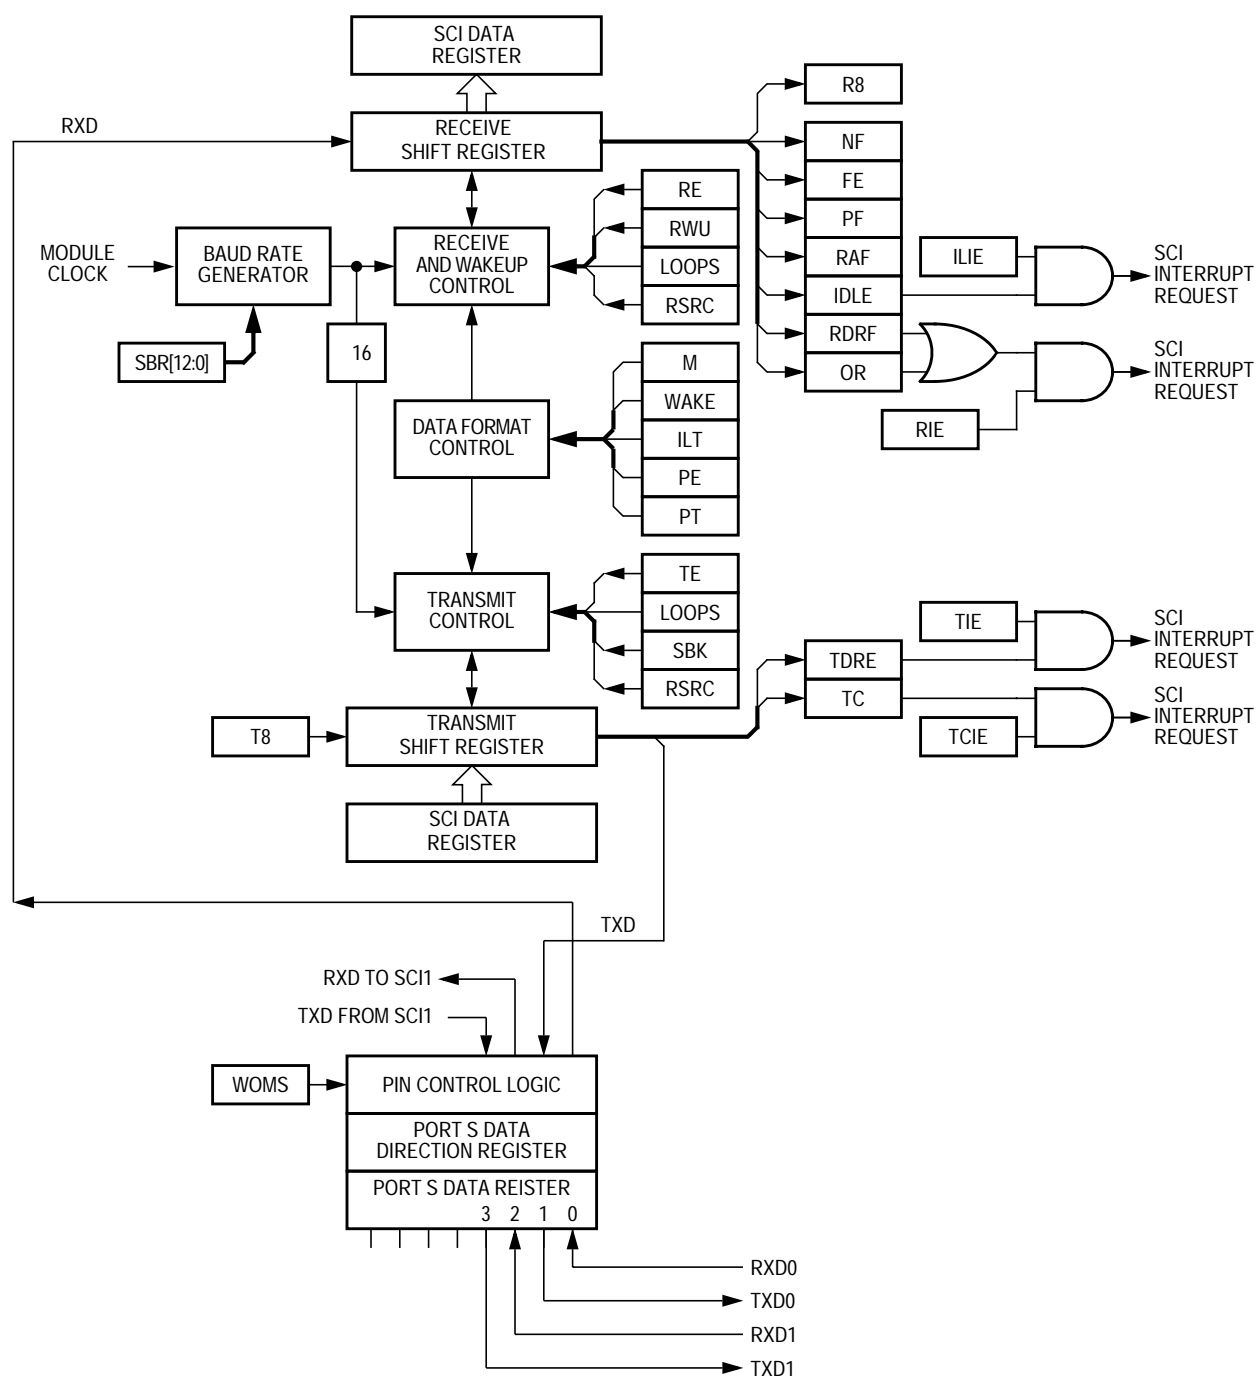 SCI DATA
REGISTER
R8
RXD
RECEIVE
SHIFT REGISTER
NF
FE
PF
RAF
IDLE
RDRF
OR
RE
RWU
LOOPS
RSRC
MODULE
CLOCK
BAUD RATE
GENERATOR
RECEIVE
AND WAKEUP
CONTROL
ILIE
SCI
INTERRUPT
REQUEST
SBR[12:0]
16
SCI
INTERRUPT
REQUEST
RIE
DATA FORMAT
CONTROL
M
WAKE
ILT
PE
PT
TRANSMIT
CONTROL
TE
LOOPS
SBK
RSRC
TIE
SCI
INTERRUPT
REQUEST
TDRE
TC
TCIE
SCI
INTERRUPT
REQUEST
T8
TRANSMIT
SHIFT REGISTER
SCI DATA
REGISTER
TXD
RXD TO SCI1
TXD FROM SCI1
WOMS
PIN CONTROL LOGIC
PORT S DATA
DIRECTION REGISTER
PORT S DATA REISTER
3 2 1 0
RXD0
TXD0
RXD1
TXD1